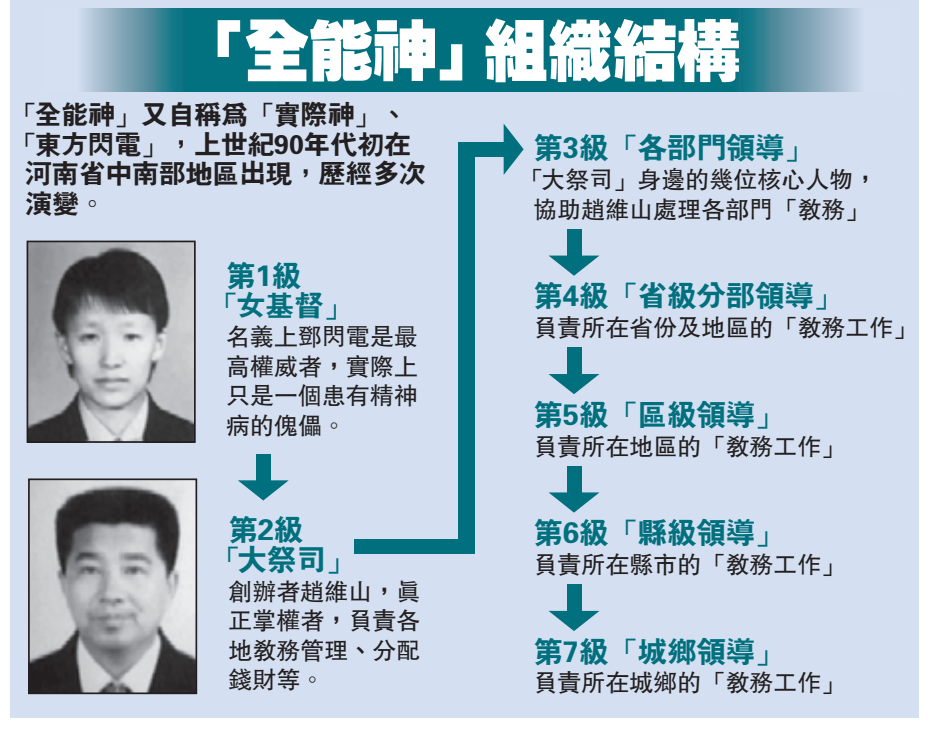 「全能神」組織結構
「全能神」又自稱爲「實際神」、
「東方閃電」，上世紀90年代初在
河南省中南部地區出現，歷經多次
演變。
第1級
「女基督」
名義上鄧閃電是最
高權威者，實際上
只是一個患有精神
病的傀儡。
第2級
「大祭司」
創辦者趙維山，眞
正掌權者，負責各
地教務管理、分配
錢財等。
第3級「各部門領導」
「大祭司」身邊的幾位核心人物，
協助趙維山處理各部門「教務」
第4級「省級分部領導」
負責所在省份及地區的「教務工作」
第5級「區級領導」
負責所在地區的「教務工作」
第6級「縣級領導」
負責所在縣市的「教務工作」
第7級「城鄉領導」
負責所在城鄉的「教務工作」